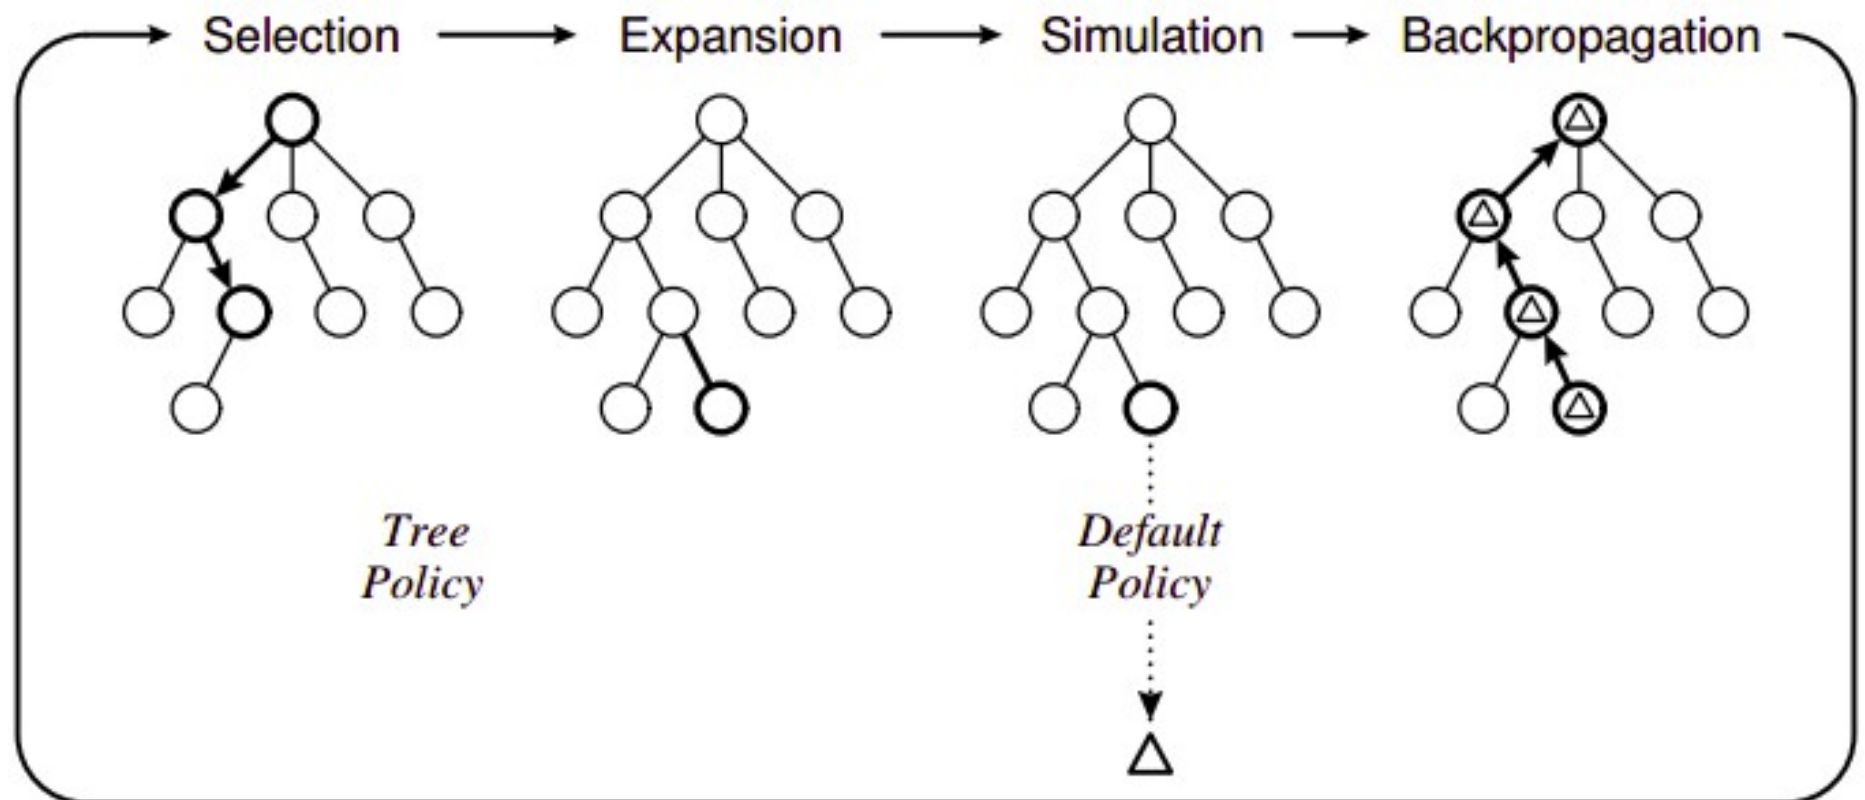 Selection Expansion Simulation Backpropagation
Tree
Policy
Default
Policy